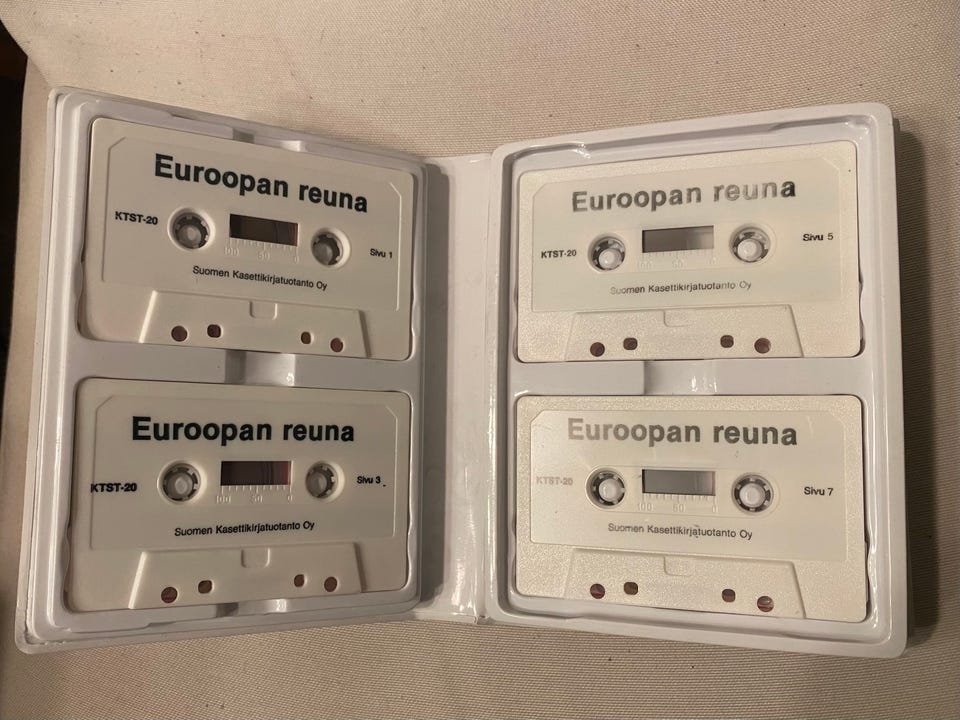 Euroopan reuna
KTST-20
Sivu 1
100 50 0
Suomen Kasettikirjatuotanto Oy
Euroopan reuna
KTST-20
Sivu 3
100 50 0
Suomen Kasettikirjatuotanto Oy
Euroopan reuna
KTST-20
Sivu 5
100 50 0
Suomen Kasettikirjatuotanto Oy
Euroopan reuna
KTST-20
Sivu 7
100 50 0
Suomen Kasettikirjatuotanto Oy